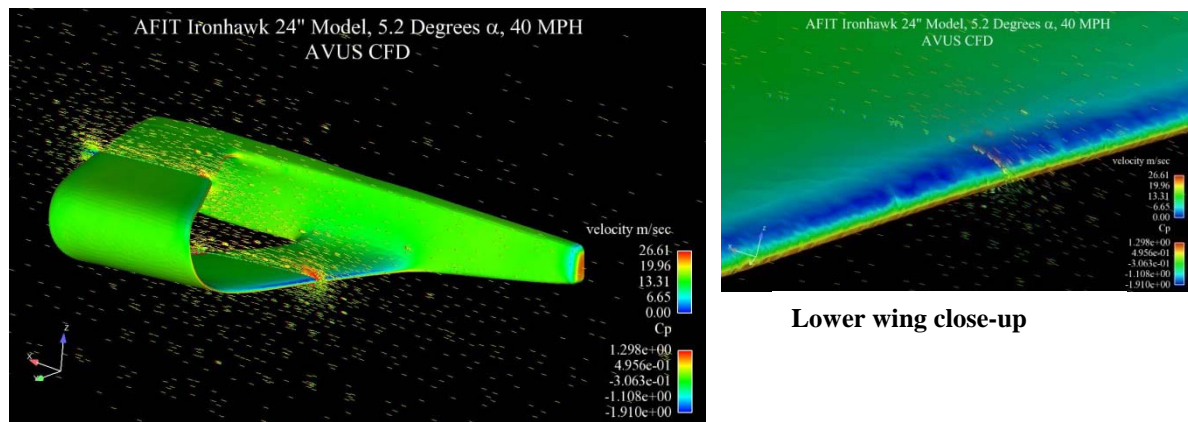 AFIT Ironhawk 24" Model, 5.2 Degrees α, 40 MPH
AVUS CFD
velocity m/sec
26.61
19.96
13.31
6.65
0.00
Cp
1.298e+00
4.956e-01
-3.063e-01
-1.108e+00
-1.910e+00
z
x
AFIT Ironhawk 24" Model, 5.2 Degrees α, 40 MPH
AVUS CFD
velocity m/sec
26.61
19.96
13.31
6.65
0.00
Cp
1.298e+00
4.956e-01
-3.063e-01
-1.108e+00
-1.910e+00
z
Lower wing close-up